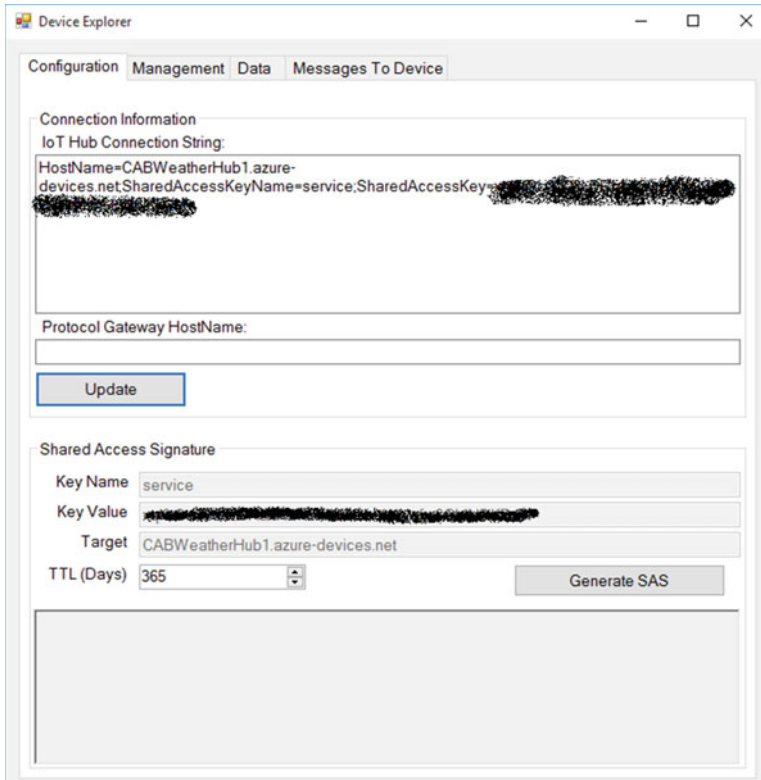 Device Explorer
Configuration Management Data Messages To Device
Connection Information
IoT Hub Connection String:
HostName=CABWeatherHub1.azure-
devices.net;SharedAccessKeyName=service;SharedAccessKey=
Protocol Gateway HostName:
Update
Shared Access Signature
Key Name service
Key Value
Target CABWeatherHub1.azure-devices.net
TTL (Days) 365
Generate SAS